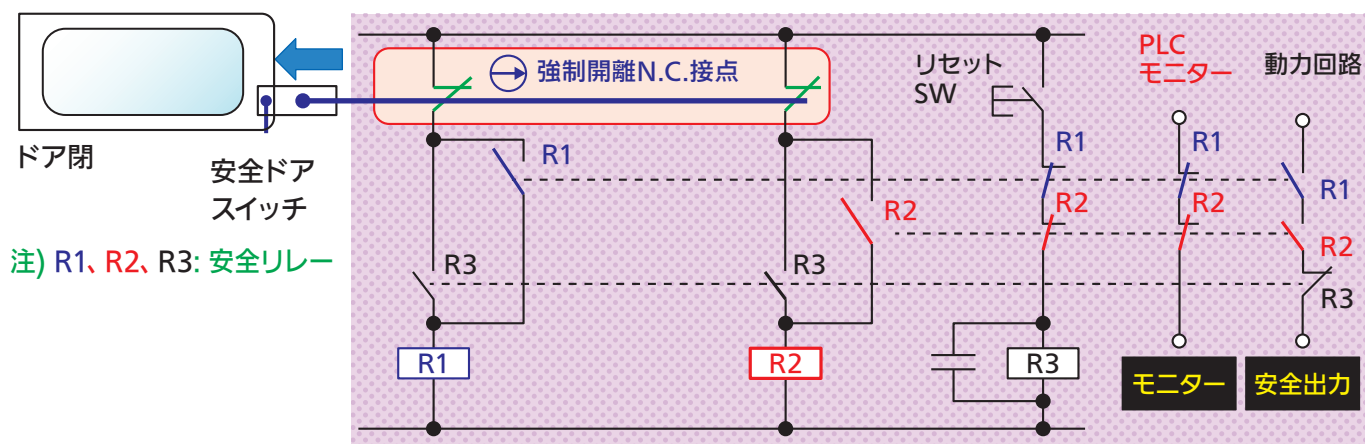 ドア閉
安全ドア
スイッチ
注) R1、R2、R3: 安全リレー
強制開離N.C.接点
R1
R3
R1
R2
R3
R2
リセット
SW
R1
R2
R3
PLC
モニター
R1
R2
モニター
動力回路
R1
R2
R3
安全出力